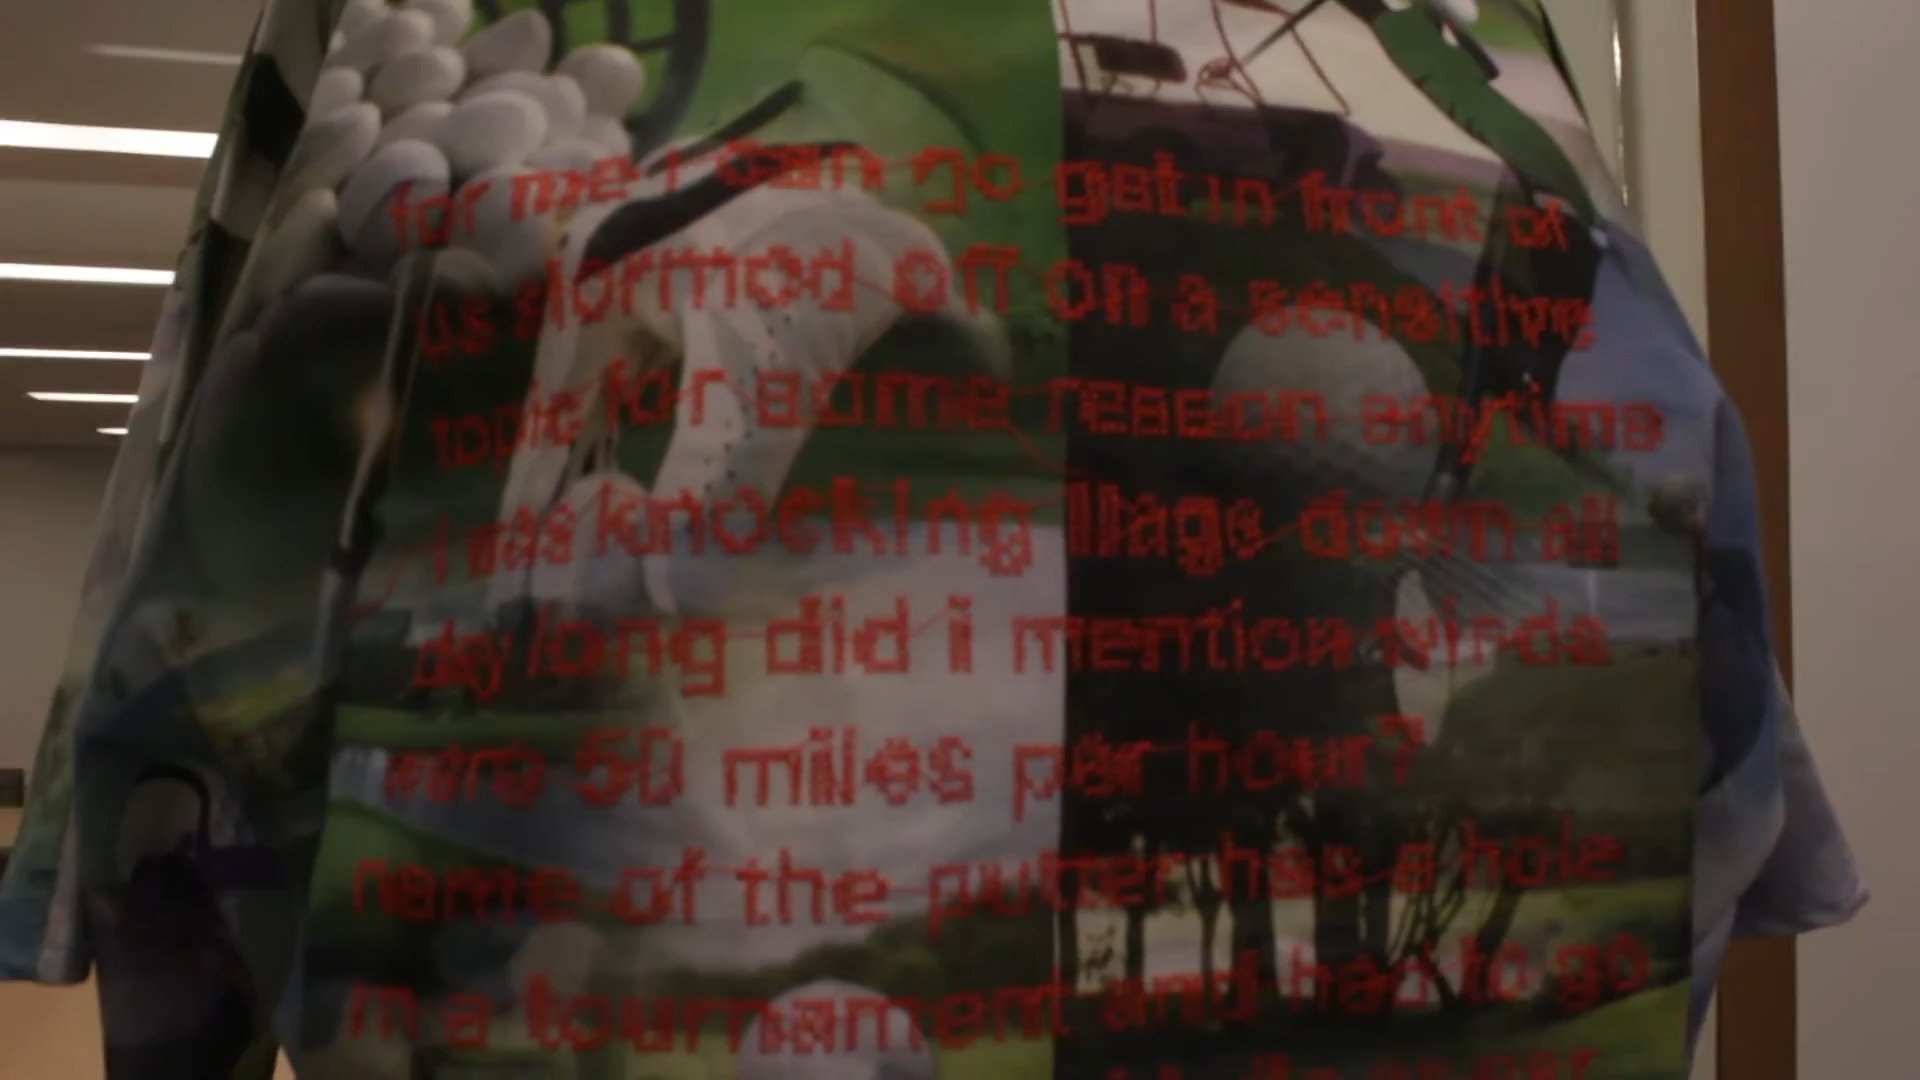 for me I can go get in front of
us stormed off on a sensitive
topic for some reason anytime
I was knocking flags down all
day long did i mention winds
were 50 miles per hour?
name of the putter has a hole
in a tournament and had to go